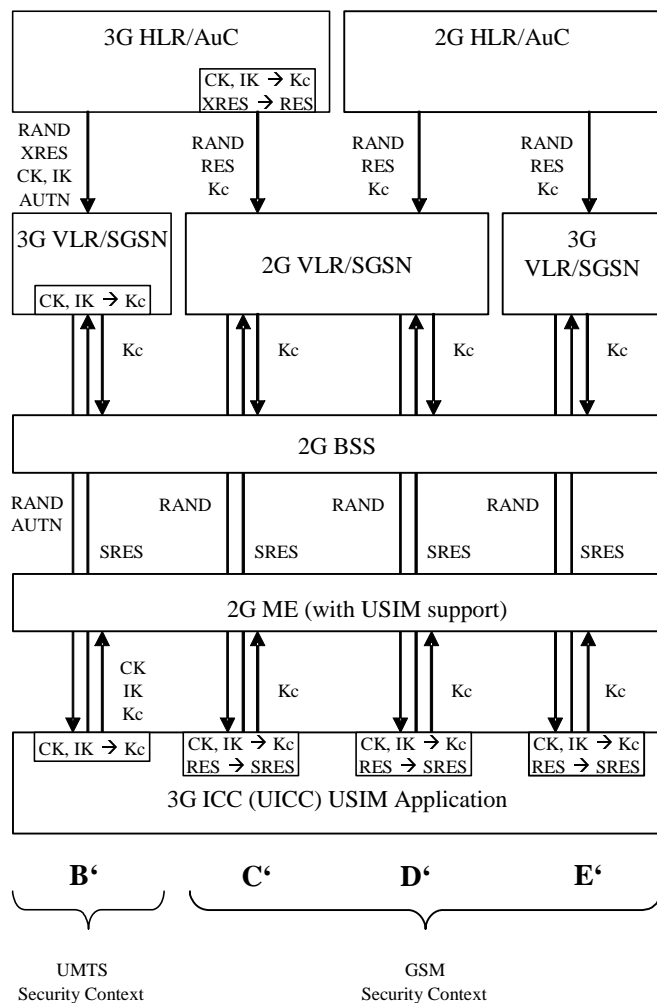 3G HLR/AuC
2G HLR/AuC
CK, IK → Kc
XRES → RES
RAND
XRES
CK, IK
AUTN
RAND
RES
Kc
RAND
RES
Kc
RAND
RES
Kc
3G VLR/SGSN
CK, IK → Kc
2G VLR/SGSN
3G
VLR/SGSN
Kc
Kc
Kc
Kc
2G BSS
RAND
AUTN
SRES
RAND
SRES
RAND
SRES
RAND
SRES
2G ME (with USIM support)
CK
IK
Kc
Kc
Kc
Kc
CK, IK → Kc
CK, IK → Kc
RES → SRES
CK, IK → Kc
RES → SRES
CK, IK → Kc
RES → SRES
3G ICC (UICC) USIM Application
B‘
C‘
D‘
E‘
UMTS
Security Context
GSM
Security Context